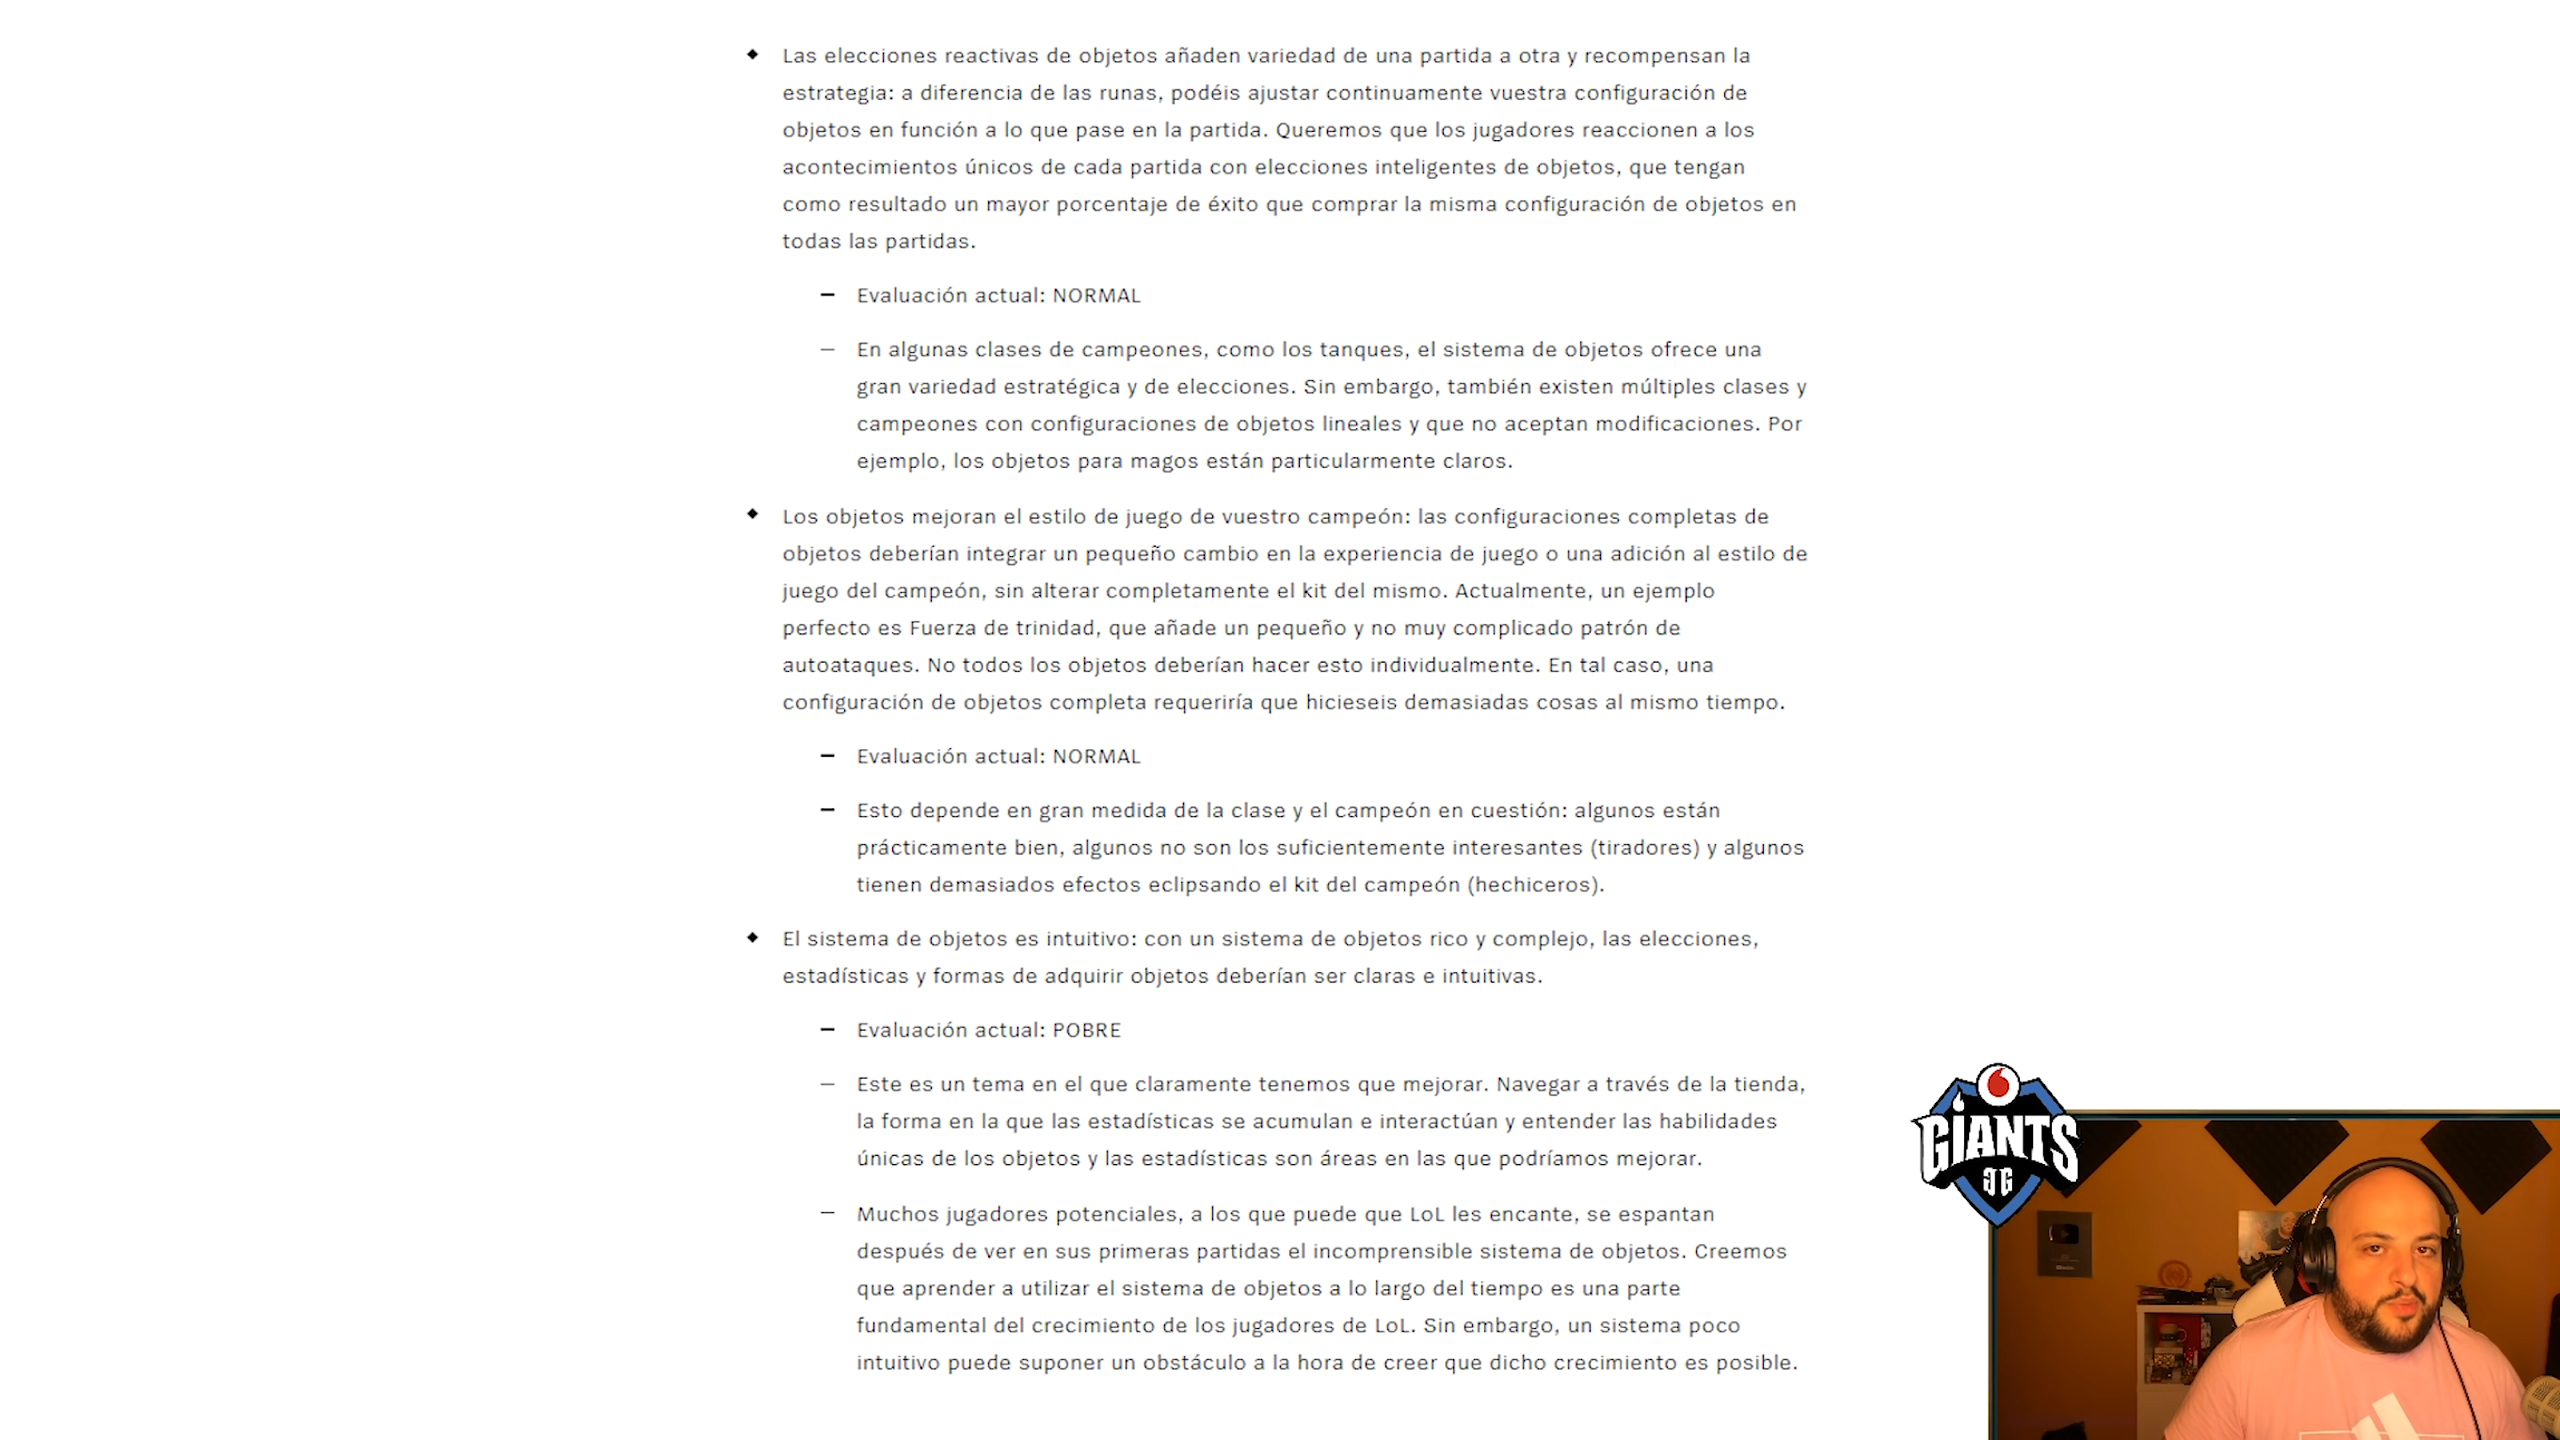 Las elecciones reactivas de objetos añaden variedad de una partida a otra y recompensan la
estrategia: a diferencia de las runas, podéis ajustar continuamente vuestra configuración de
objetos en función a lo que pase en la partida. Queremos que los jugadores reaccionen a los
acontecimientos únicos de cada partida con elecciones inteligentes de objetos, que tengan
como resultado un mayor porcentaje de éxito que comprar la misma configuración de objetos en
todas las partidas.
Evaluación actual: NORMAL
En algunas clases de campeones, como los tanques, el sistema de objetos ofrece una
gran variedad estratégica y de elecciones. Sin embargo, también existen múltiples clases y
campeones con configuraciones de objetos lineales y que no aceptan modificaciones. Por
ejemplo, los objetos para magos están particularmente claros.
Los objetos mejoran el estilo de juego de vuestro campeón: las configuraciones completas de
objetos deberían integrar un pequeño cambio en la experiencia de juego o una adición al estilo de
juego del campeón, sin alterar completamente el kit del mismo. Actualmente, un ejemplo
perfecto es Fuerza de trinidad, que añade un pequeño y no muy complicado patrón de
autoataques. No todos los objetos deberían hacer esto individualmente. En tal caso, una
configuración de objetos completa requeriría que hicieseis demasiadas cosas al mismo tiempo.
Evaluación actual: NORMAL
Esto depende en gran medida de la clase y el campeón en cuestión: algunos están
prácticamente bien, algunos no son los suficientemente interesantes (tiradores) y algunos
tienen demasiados efectos eclipsando el kit del campeón (hechiceros).
El sistema de objetos es intuitivo: con un sistema de objetos rico y complejo, las elecciones,
estadísticas y formas de adquirir objetos deberían ser claras e intuitivas.
Evaluación actual: POBRE
Este es un tema en el que claramente tenemos que mejorar. Navegar a través de la tienda,
la forma en la que las estadísticas se acumulan e interactúan y entender las habilidades
únicas de los objetos y las estadísticas son áreas en las que podríamos mejorar.
Muchos jugadores potenciales, a los que puede que LoL les encante, se espantan
después de ver en sus primeras partidas el incomprensible sistema de objetos. Creemos
que aprender a utilizar el sistema de objetos a lo largo del tiempo es una parte
fundamental del crecimiento de los jugadores de LoL. Sin embargo, un sistema poco
intuitivo puede suponer un obstáculo a la hora de creer que dicho crecimiento es posible.
GIANTS